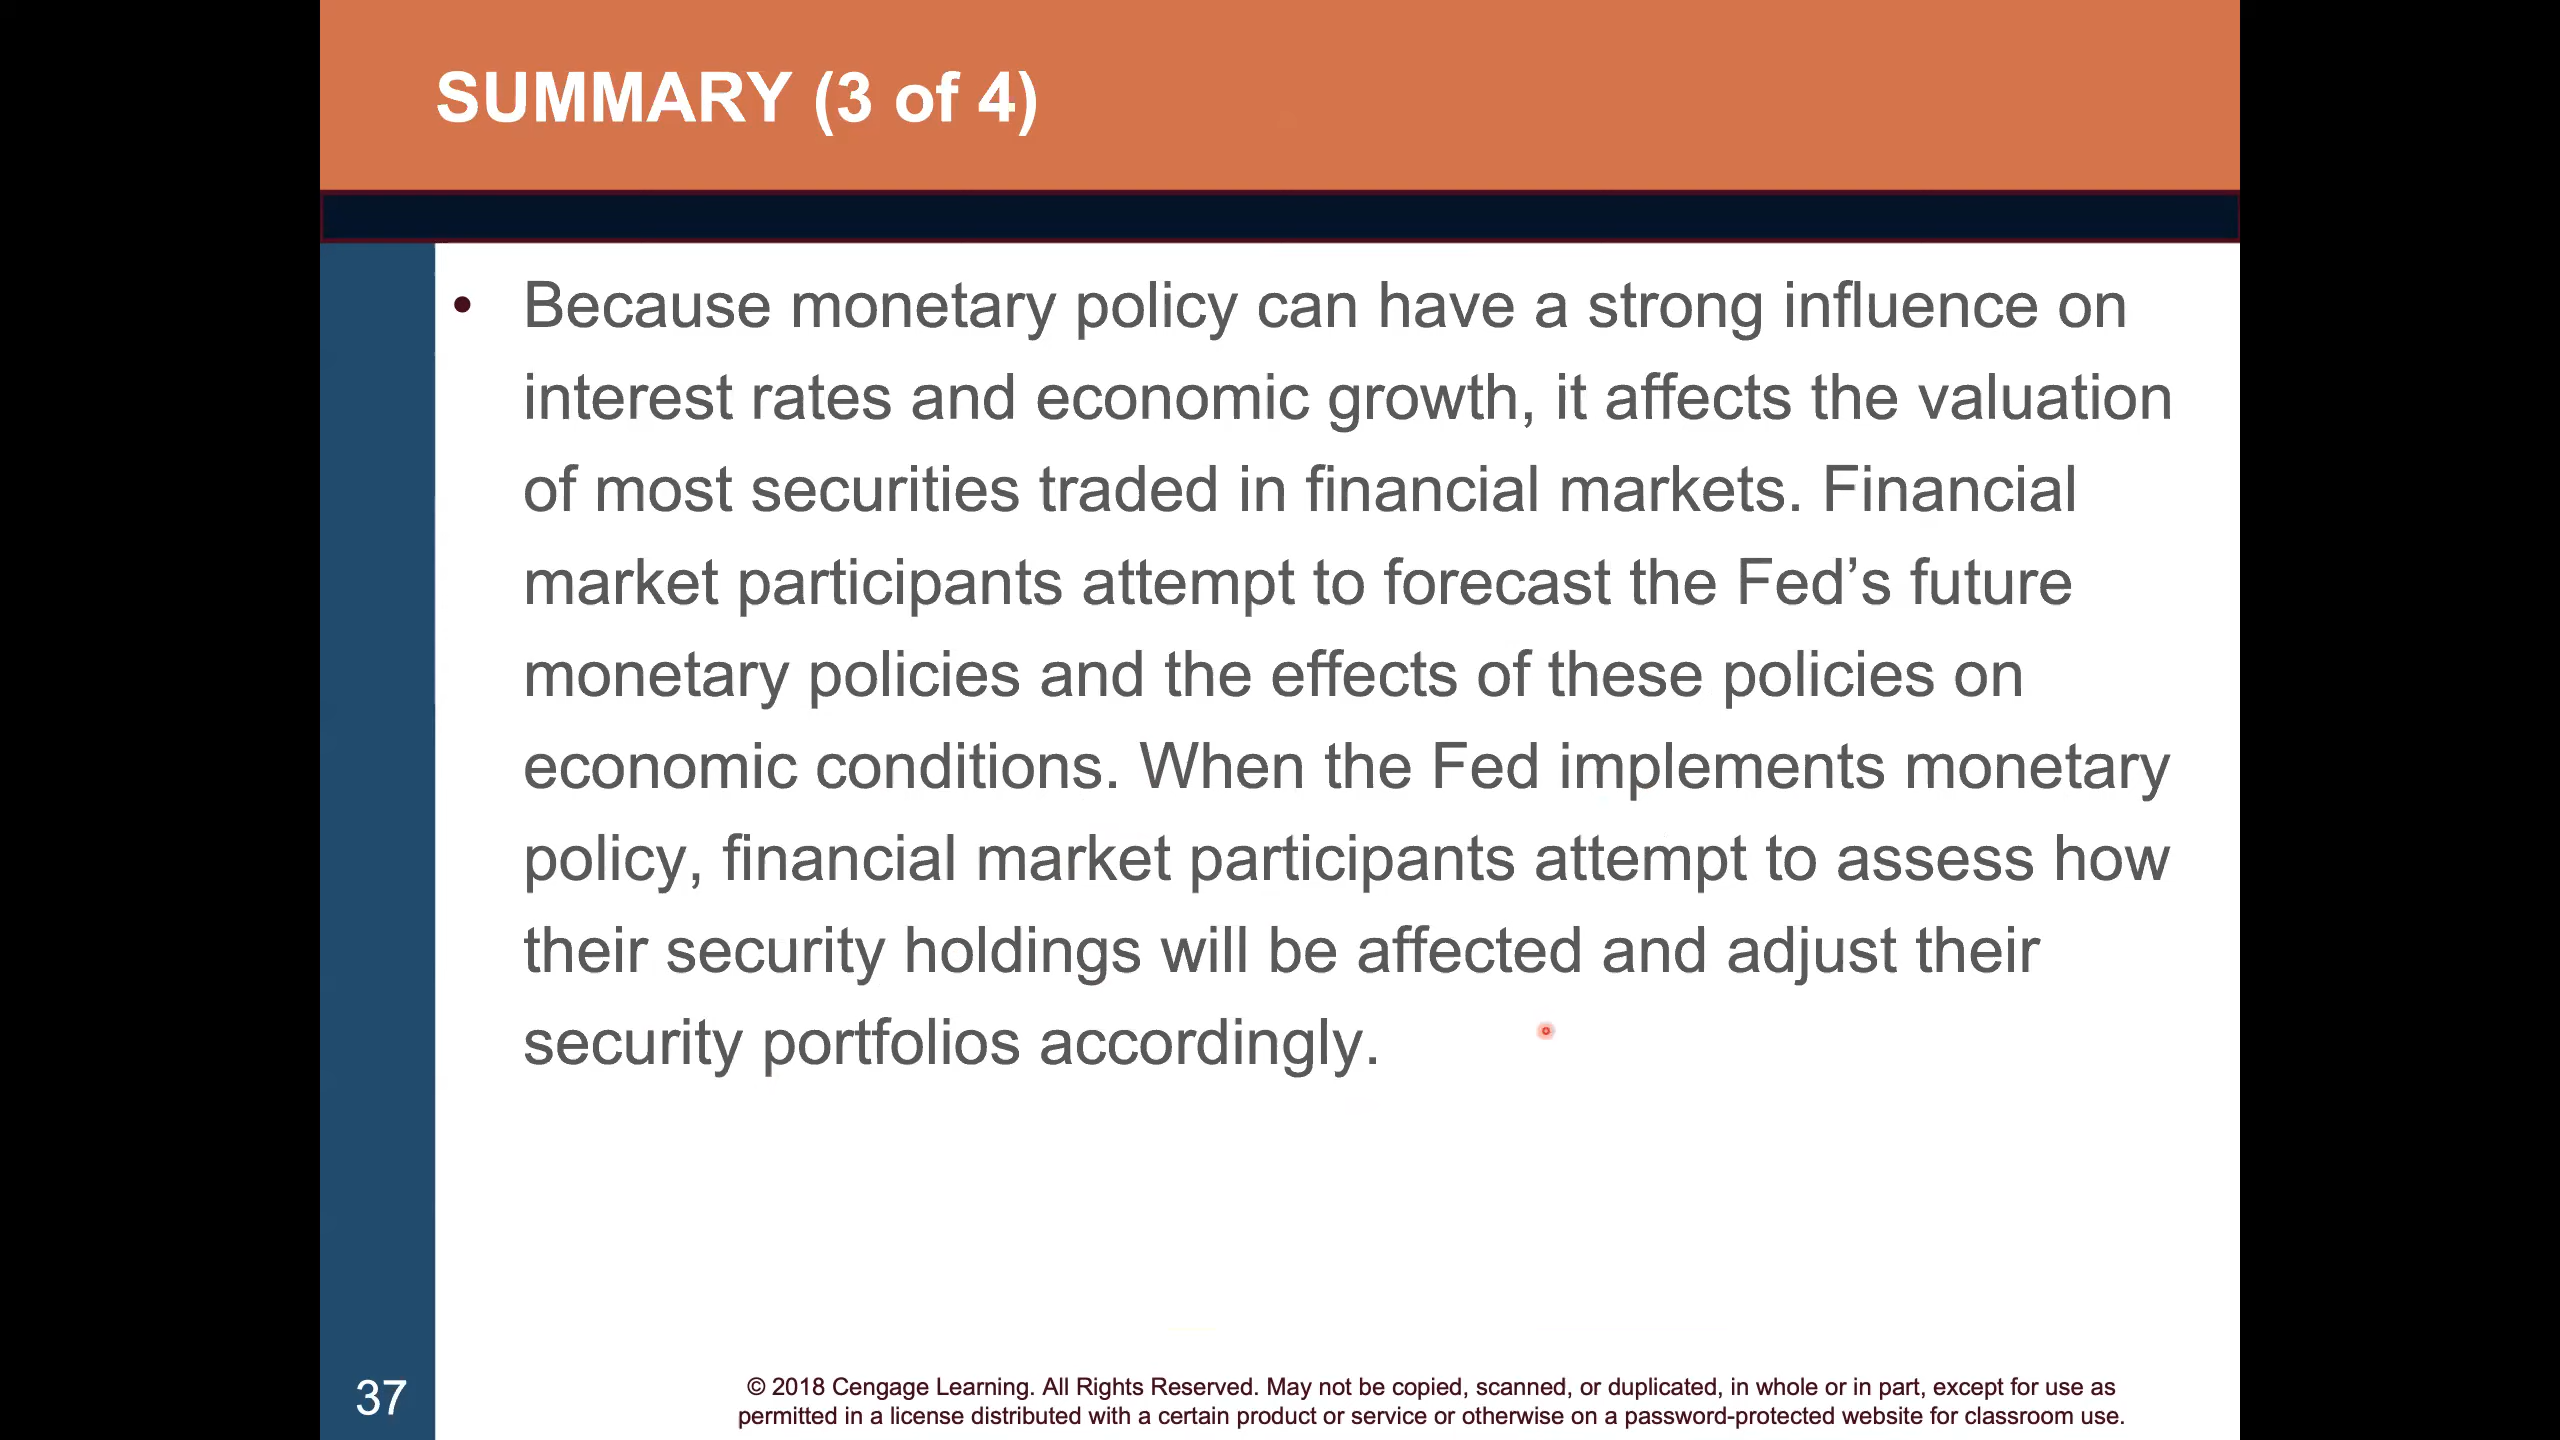 SUMMARY (3 of 4)
• Because monetary policy can have a strong influence on
interest rates and economic growth, it affects the valuation
of most securities traded in financial markets. Financial
market participants attempt to forecast the Fed’s future
monetary policies and the effects of these policies on
economic conditions. When the Fed implements monetary
policy, financial market participants attempt to assess how
their security holdings will be affected and adjust their
security portfolios accordingly.
37
© 2018 Cengage Learning. All Rights Reserved. May not be copied, scanned, or duplicated, in whole or in part, except for use as
permitted in a license distributed with a certain product or service or otherwise on a password-protected website for classroom use.